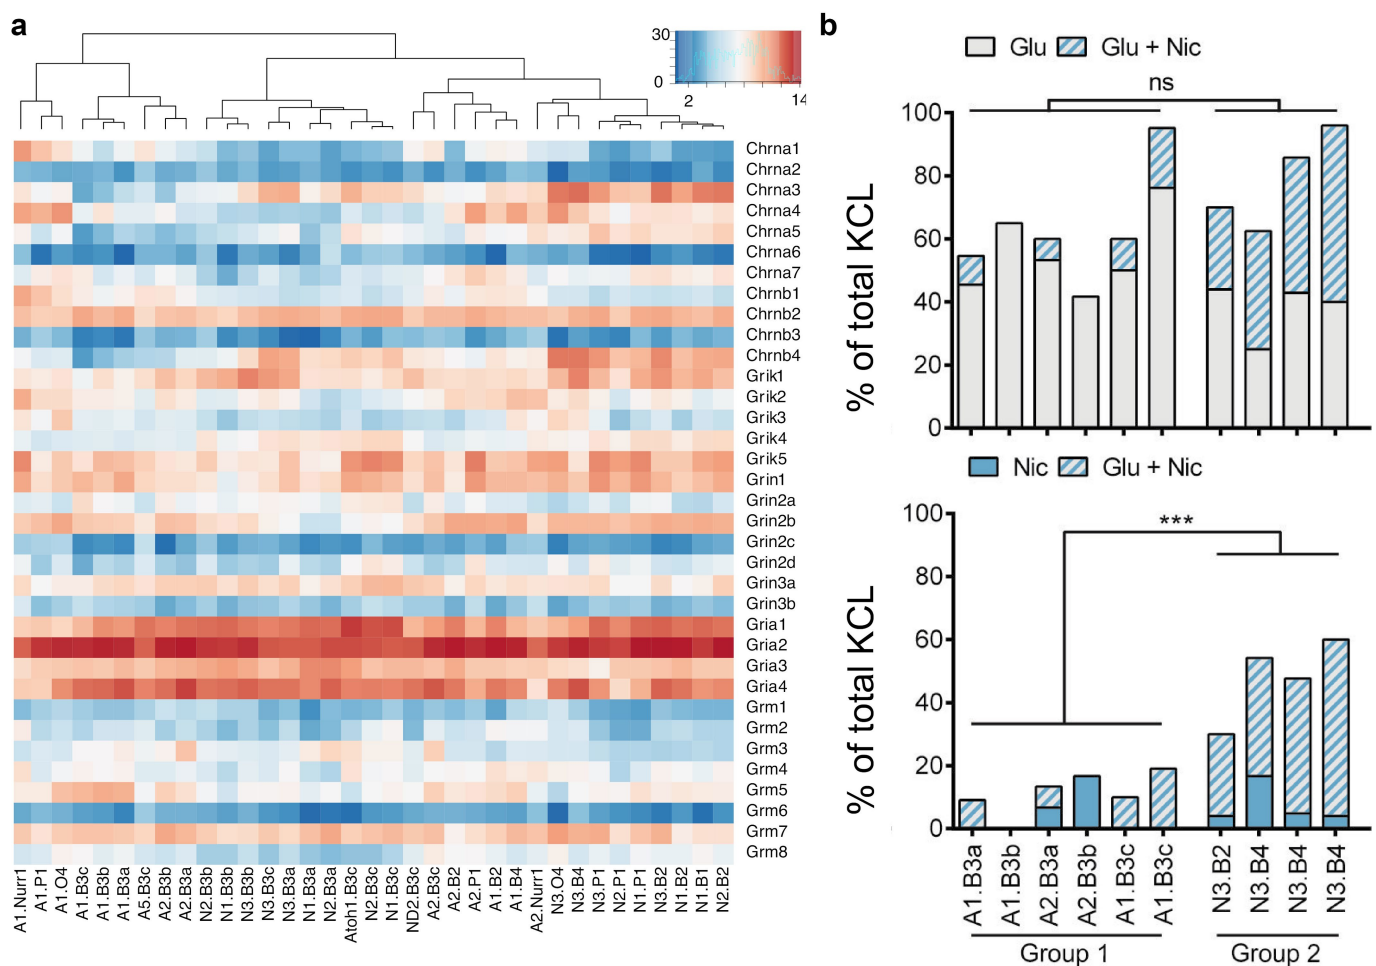 a
30
0
2
14
Chrna1
Chrna2
Chrna3
Chrna4
Chrna5
Chrna6
Chrna7
Chrnb1
Chrnb2
Chrnb3
Chrnb4
Grik1
Grik2
Grik3
Grik4
Grik5
Grin1
Grin2a
Grin2b
Grin2c
Grin2d
Grin3a
Grin3b
Gria1
Gria2
Gria3
Gria4
Grm1
Grm2
Grm3
Grm4
Grm5
Grm6
Grm7
Grm8
A1.Nurr1
A1.P1
A1.O4
A1.B3c
A1.B3b
A1.B3a
A5.B3c
A2.B3b
A2.B3a
N2.B3b
N1.B3b
N3.B3b
N3.B3c
N3.B3a
N1.B3a
N2.B3a
Atoh1.B3c
N2.B3c
N1.B3c
ND2.B3c
A2.B3c
A2.B2
A2.P1
A1.B2
A1.B4
A2.Nurr1
N3.O4
N3.B4
N3.P1
N2.P1
N1.P1
N3.B2
N1.B2
N1.B1
N2.B2
b
Glu Glu + Nic
ns
100
80
60
40
20
0
% of total KCL
Nic Glu + Nic
***
100
80
60
40
20
0
% of total KCL
A1.B3a
A1.B3b
A2.B3a
A2.B3b
A1.B3c
A1.B3c
N3.B2
N3.B4
N3.B4
N3.B4
Group 1 Group 2